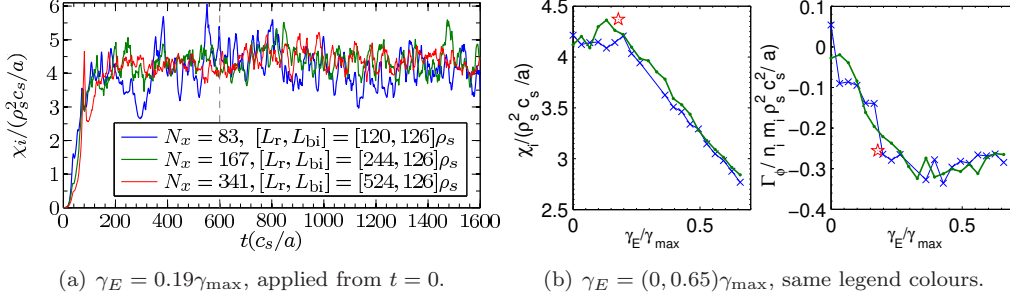 6
5
4
3
2
1
0
χ_i/(ρ_s^2 c_s/a)
N_x = 83, [L_r, L_bi] = [120, 126]ρ_s
N_x = 167, [L_r, L_bi] = [244, 126]ρ_s
N_x = 341, [L_r, L_bi] = [524, 126]ρ_s
0 200 400 600 800 1000 1200 1400 1600
t(c_s/a)
(a) γ_E = 0.19γ_max, applied from t = 0.
4.5
4
3.5
3
2.5
χ_i/(ρ_s^2 c_s /a)
0 0.5
γ_E/γ_max
0.1
0
−0.1
−0.2
−0.3
−0.4
Γ_ϕ / n_i m_i ρ_s^2 c_s^2/ a)
0 0.5
γ_E/γ_max
(b) γ_E = (0, 0.65)γ_max, same legend colours.